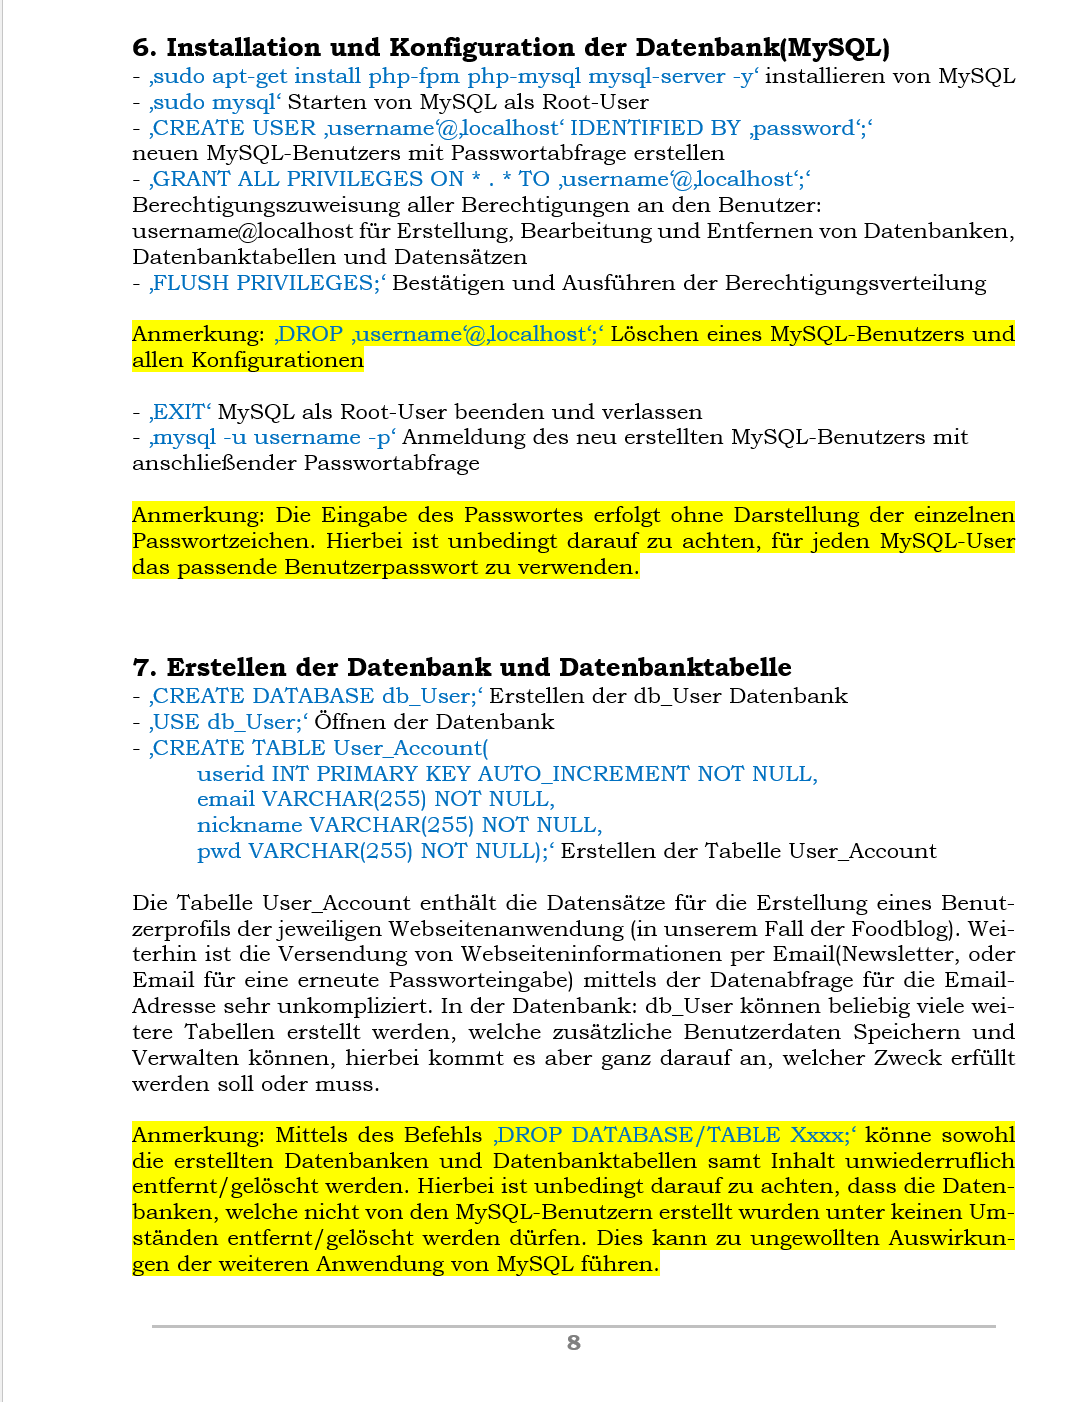 6. Installation und Konfiguration der Datenbank(MySQL)
- ‚sudo apt-get install php-fpm php-mysql mysql-server -y‘ installieren von MySQL
- ‚sudo mysql‘ Starten von MySQL als Root-User
- ‚CREATE USER ‚username‘@‚localhost‘ IDENTIFIED BY ‚password‘;‘
neuen MySQL-Benutzers mit Passwortabfrage erstellen
- ‚GRANT ALL PRIVILEGES ON * . * TO ‚username‘@‚localhost‘;‘
Berechtigungszuweisung aller Berechtigungen an den Benutzer:
username@localhost für Erstellung, Bearbeitung und Entfernen von Datenbanken,
Datenbanktabellen und Datensätzen
- ‚FLUSH PRIVILEGES;‘ Bestätigen und Ausführen der Berechtigungsverteilung
Anmerkung: ‚DROP ‚username‘@‚localhost‘;‘ Löschen eines MySQL-Benutzers und
allen Konfigurationen
- ‚EXIT‘ MySQL als Root-User beenden und verlassen
- ‚mysql -u username -p‘ Anmeldung des neu erstellten MySQL-Benutzers mit
anschließender Passwortabfrage
Anmerkung: Die Eingabe des Passwortes erfolgt ohne Darstellung der einzelnen
Passwortzeichen. Hierbei ist unbedingt darauf zu achten, für jeden MySQL-User
das passende Benutzerpasswort zu verwenden.
7. Erstellen der Datenbank und Datenbanktabelle
- ‚CREATE DATABASE db_User;‘ Erstellen der db_User Datenbank
- ‚USE db_User;‘ Öffnen der Datenbank
- ‚CREATE TABLE User_Account(
userid INT PRIMARY KEY AUTO_INCREMENT NOT NULL,
email VARCHAR(255) NOT NULL,
nickname VARCHAR(255) NOT NULL,
pwd VARCHAR(255) NOT NULL);‘ Erstellen der Tabelle User_Account
Die Tabelle User_Account enthält die Datensätze für die Erstellung eines Benut-
zerprofils der jeweiligen Webseitenanwendung (in unserem Fall der Foodblog). Wei-
terhin ist die Versendung von Webseiteninformationen per Email(Newsletter, oder
Email für eine erneute Passworteingabe) mittels der Datenabfrage für die Email-
Adresse sehr unkompliziert. In der Datenbank: db_User können beliebig viele wei-
tere Tabellen erstellt werden, welche zusätzliche Benutzerdaten Speichern und
Verwalten können, hierbei kommt es aber ganz darauf an, welcher Zweck erfüllt
werden soll oder muss.
Anmerkung: Mittels des Befehls ‚DROP DATABASE/TABLE Xxxx;‘ könne sowohl
die erstellten Datenbanken und Datenbanktabellen samt Inhalt unwiederruflich
entfernt/gelöscht werden. Hierbei ist unbedingt darauf zu achten, dass die Daten-
banken, welche nicht von den MySQL-Benutzern erstellt wurden unter keinen Um-
ständen entfernt/gelöscht werden dürfen. Dies kann zu ungewollten Auswirkun-
gen der weiteren Anwendung von MySQL führen.
8